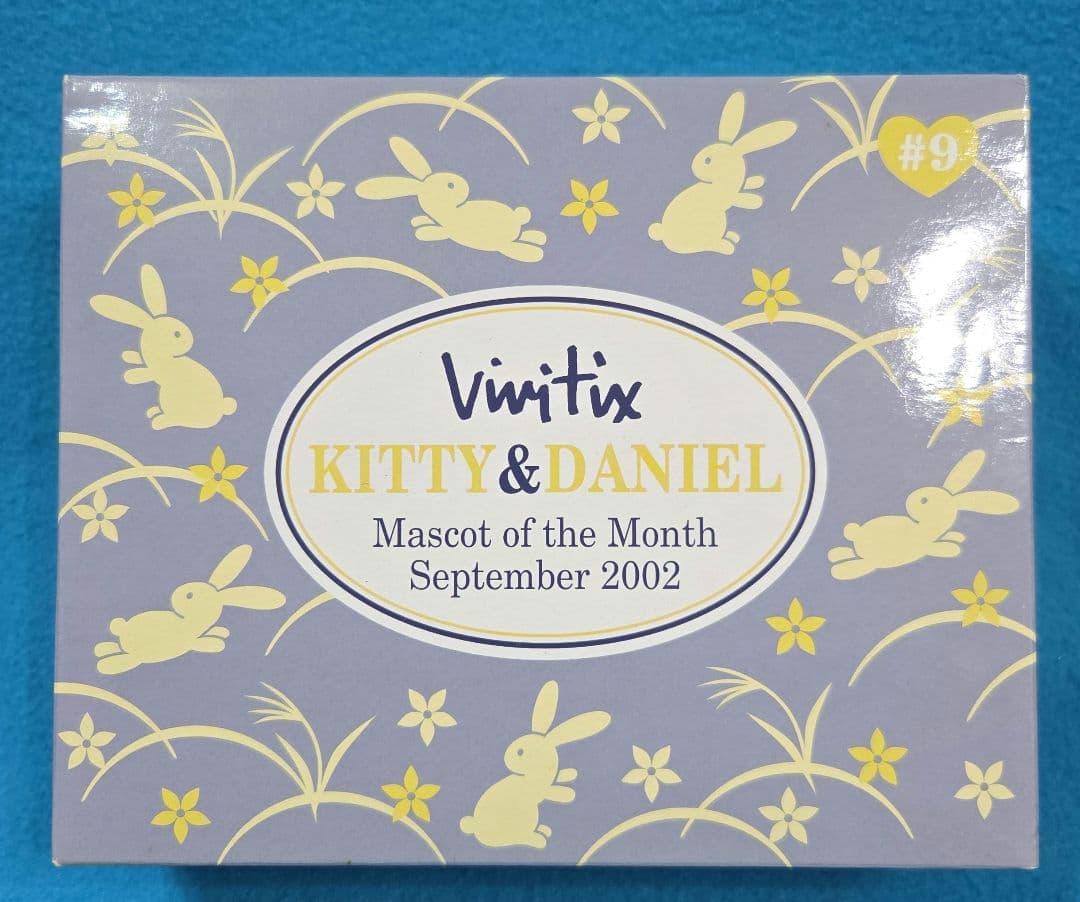 #9
Vivitix
KITTY&DANIEL
Mascot of the Month
September 2002